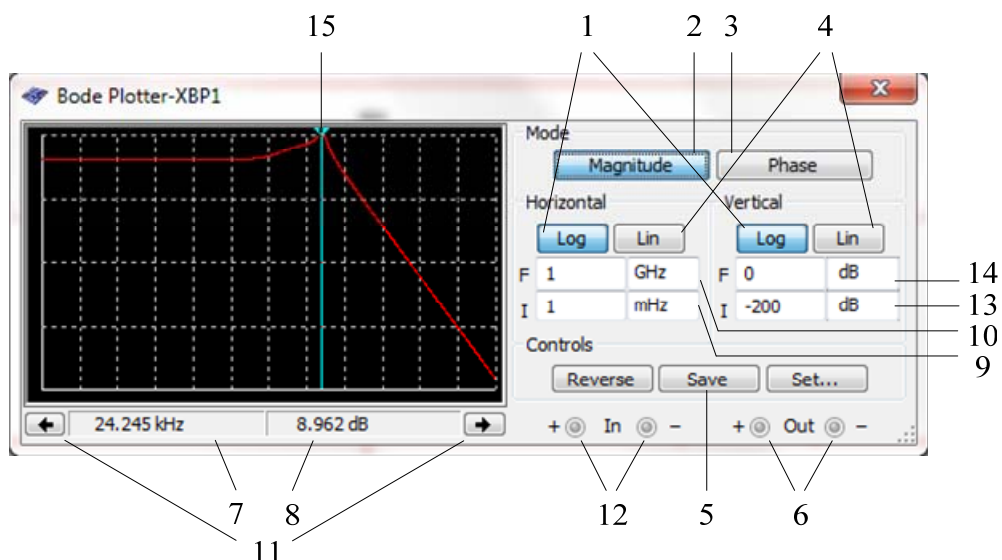 15 1 2 3 4
Bode Plotter-XBP1
Mode
Magnitude Phase
Horizontal Vertical
Log Lin Log Lin
F 1 GHz F 0 dB 14
I 1 mHz I -200 dB 13
10
Controls 9
Reverse Save Set...
24.245 kHz 8.962 dB + In - + Out -
7 8 12 5 6
11